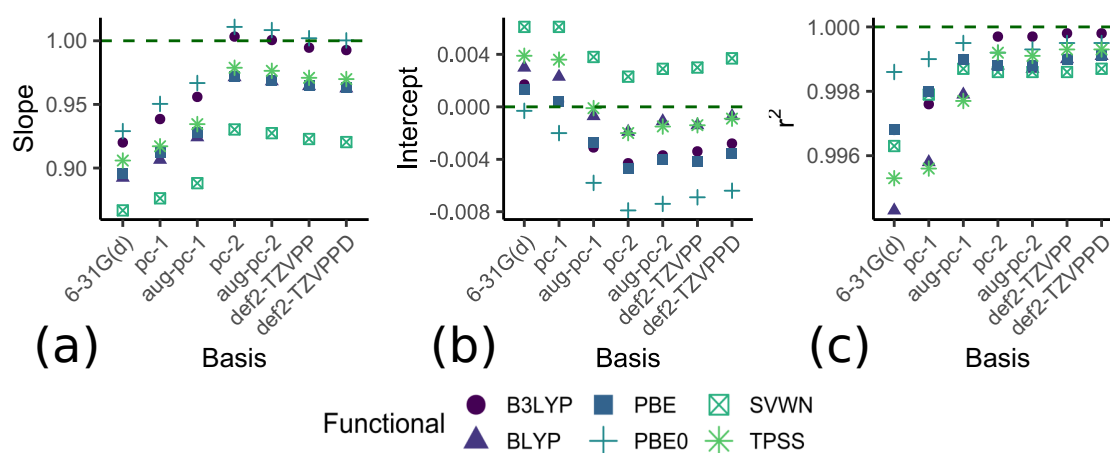 1.00
0.95
0.90
Slope
6-31G(d)
pc-1
aug-pc-1
pc-2
aug-pc-2
def2-TZVPP
def2-TZVPPD
(a)
Basis
0.004
0.000
-0.004
-0.008
Intercept
6-31G(d)
pc-1
aug-pc-1
pc-2
aug-pc-2
def2-TZVPP
def2-TZVPPD
(b)
Basis
1.000
0.998
0.996
r²
6-31G(d)
pc-1
aug-pc-1
pc-2
aug-pc-2
def2-TZVPP
def2-TZVPPD
(c)
Basis
Functional
B3LYP PBE SVWN
BLYP PBE0 TPSS